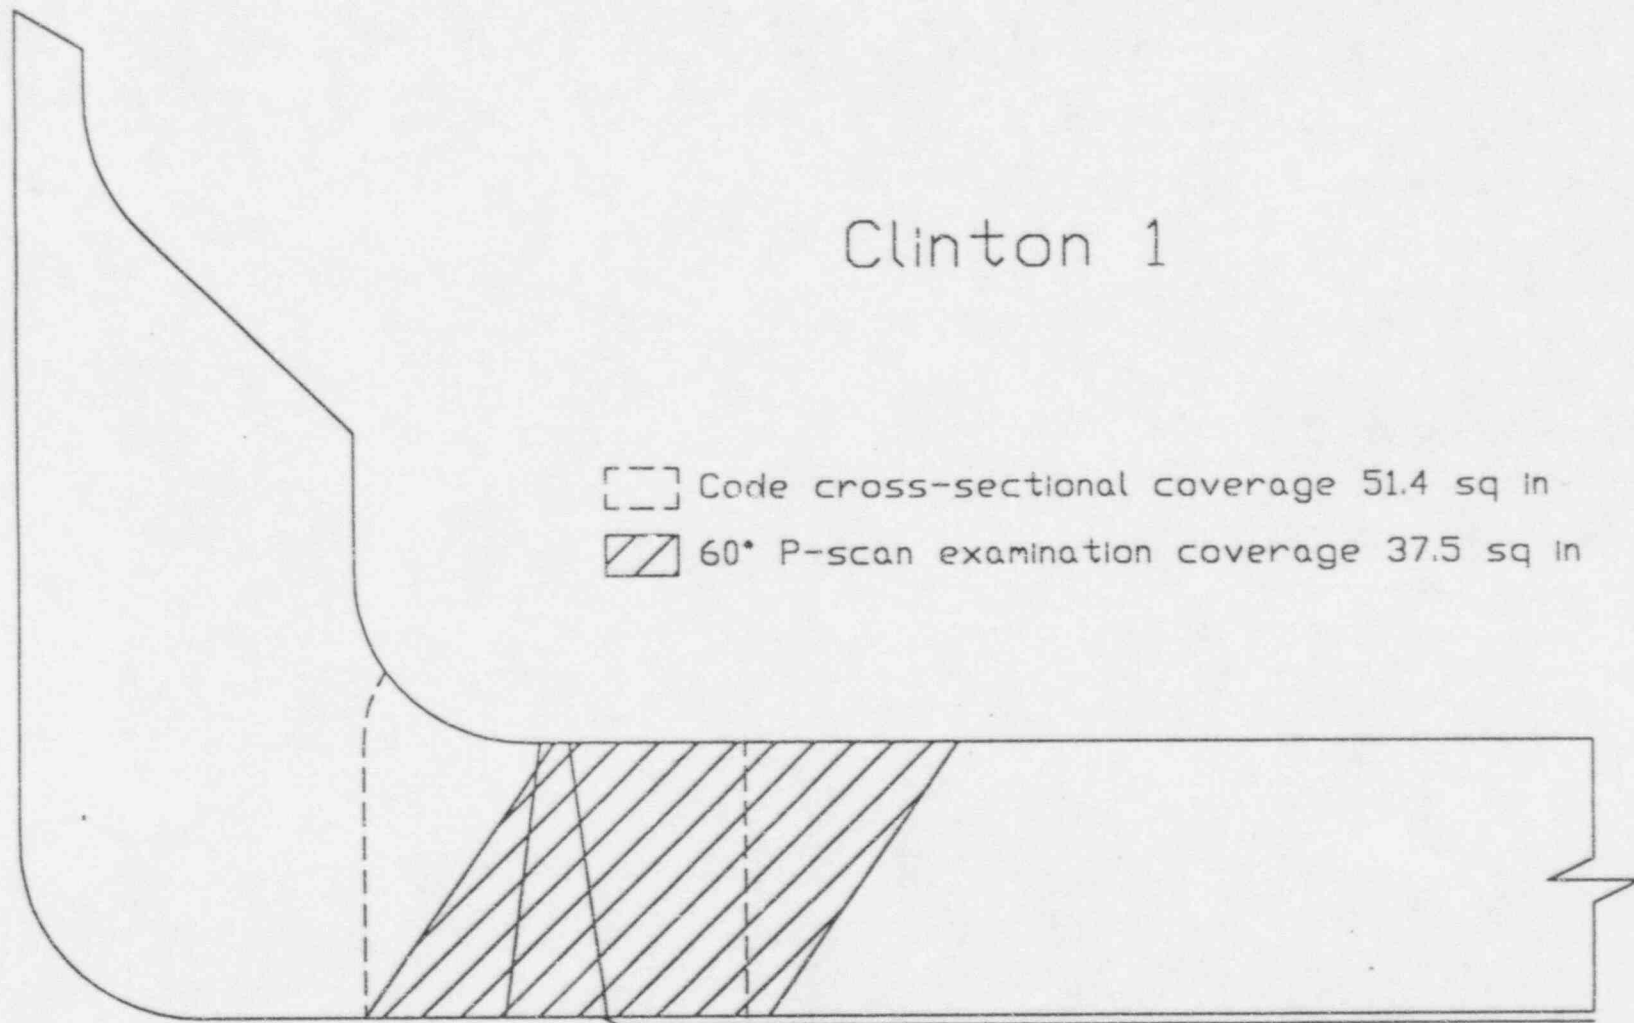 Clinton 1
Code cross-sectional coverage 51.4 sq in
60° P-scan examination coverage 37.5 sq in